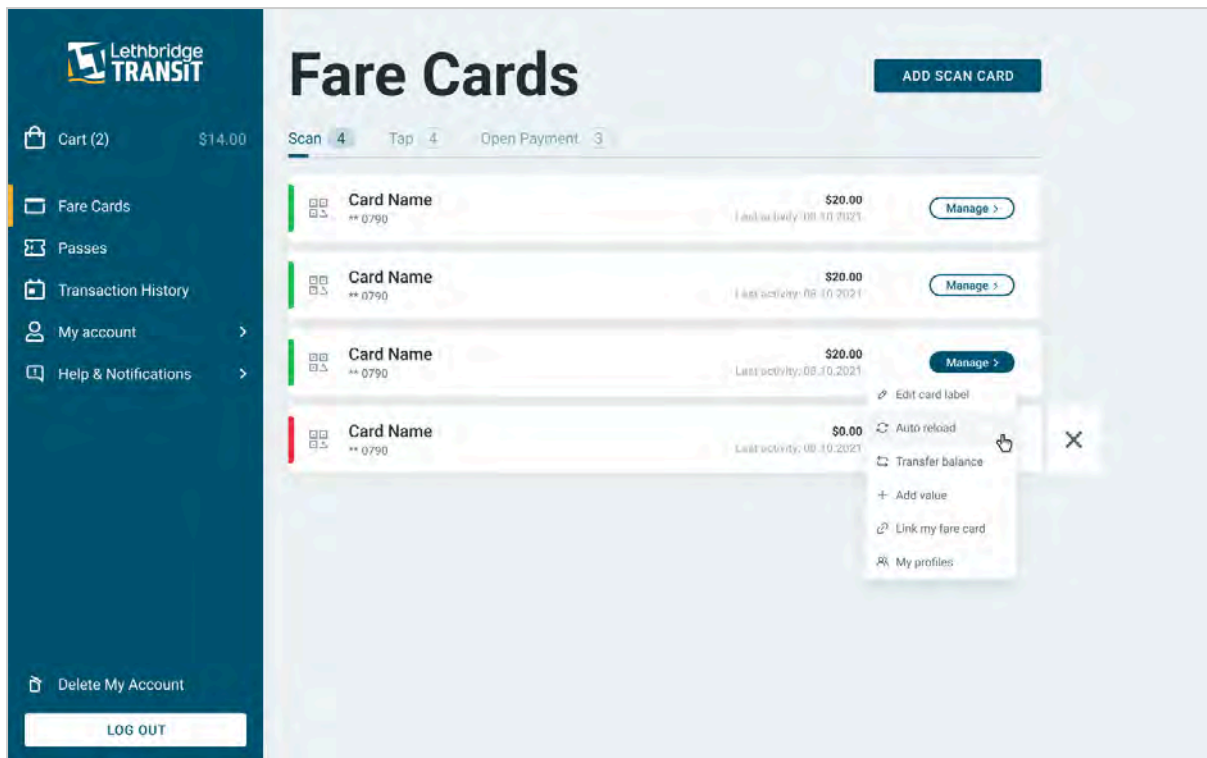 Lethbridge
TRANSIT
Cart (2) $14.00
Fare Cards
Passes
Transaction History
My account
Help & Notifications
Delete My Account
LOG OUT
Fare Cards
ADD SCAN CARD
Scan 4 Tap 4 Open Payment 3
Card Name
** 0790
$20.00
Last activity: 08.10.2021
Manage >
Card Name
** 0790
$20.00
Last activity: 08.10.2021
Manage >
Card Name
** 0790
$20.00
Last activity: 08.10.2021
Manage >
Card Name
** 0790
$0.00
Last activity: 08.10.2021
Edit card label
Auto reload
Transfer balance
Add value
Link my fare card
My profiles